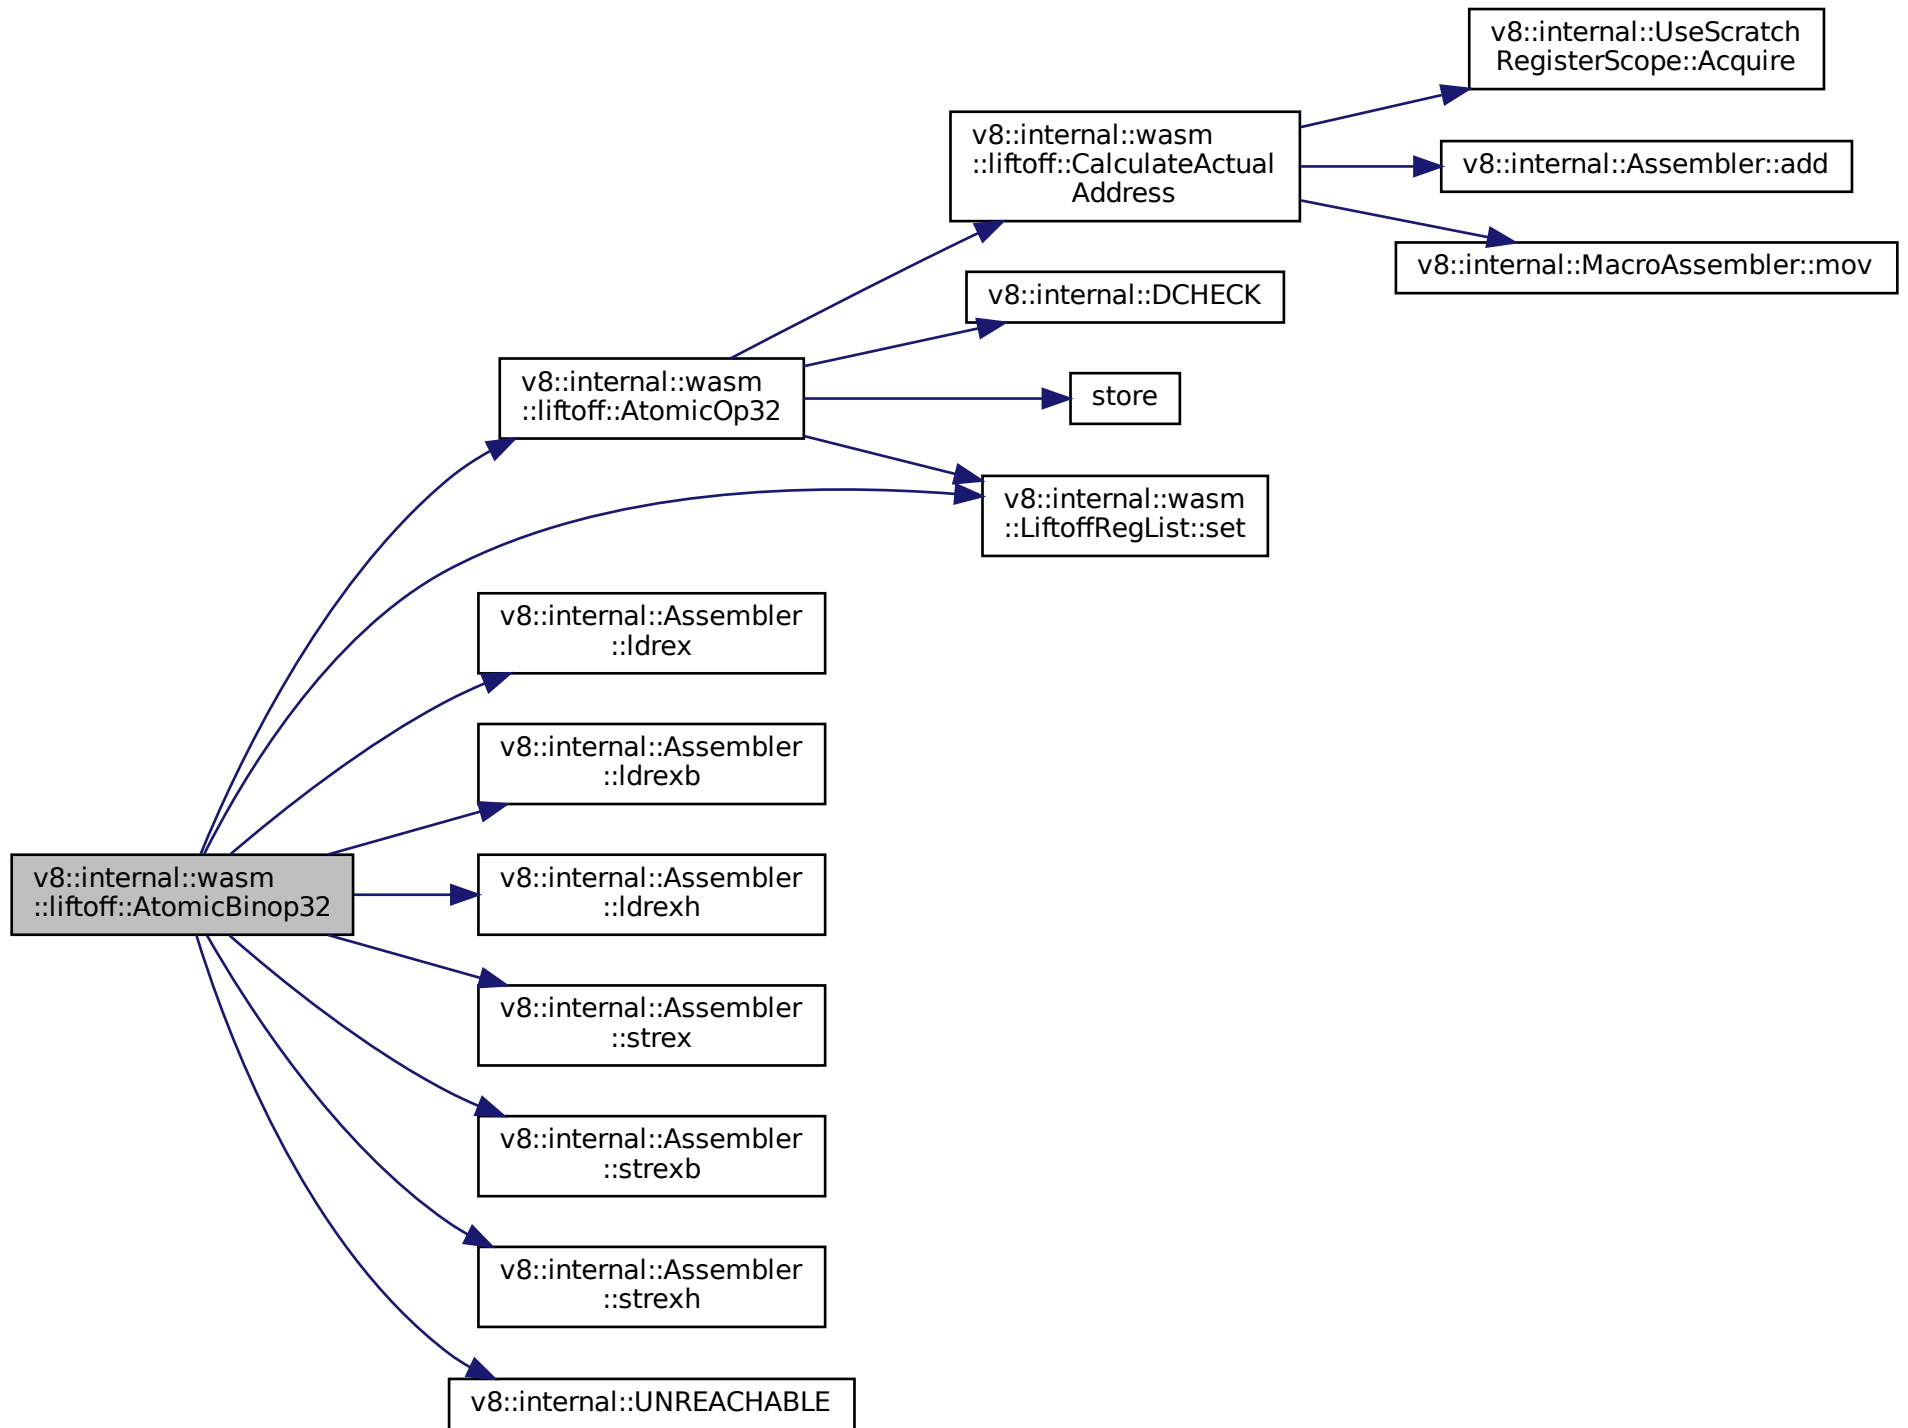 v8::internal::UseScratch
RegisterScope::Acquire
v8::internal::wasm
::liftoff::CalculateActual
Address
v8::internal::Assembler::add
v8::internal::MacroAssembler::mov
v8::internal::DCHECK
v8::internal::wasm
::liftoff::AtomicOp32
store
v8::internal::wasm
::LiftoffRegList::set
v8::internal::Assembler
::ldrex
v8::internal::Assembler
::ldrexb
v8::internal::wasm
::liftoff::AtomicBinop32
v8::internal::Assembler
::ldrexh
v8::internal::Assembler
::strex
v8::internal::Assembler
::strexb
v8::internal::Assembler
::strexh
v8::internal::UNREACHABLE